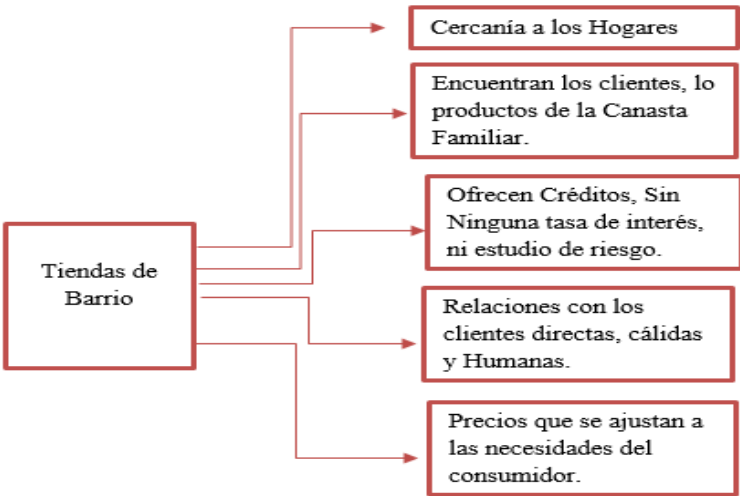 Cercanía a los Hogares
Encuentran los clientes, lo
productos de la Canasta
Familiar.
Ofrecen Créditos, Sin
Ninguna tasa de interés,
ni estudio de riesgo.
Tiendas de
Barrio
Relaciones con los
clientes directas, cálidas
y Humanas.
Precios que se ajustan a
las necesidades del
consumidor.